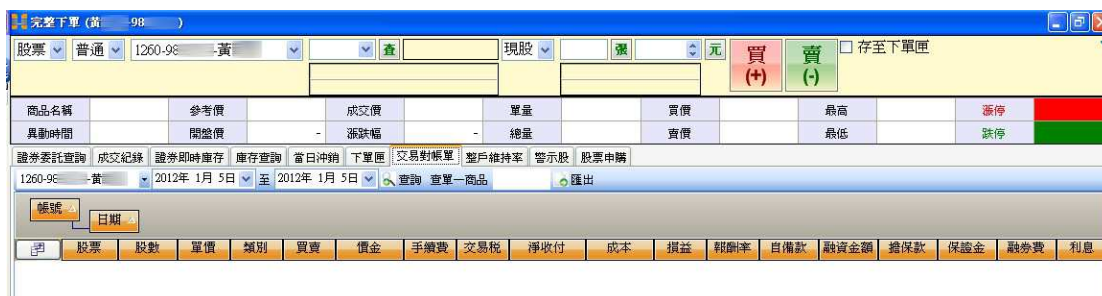 完整下單 (黃 -98 )
股票 普通 1260-98 -黃 查 現股 張 元 買 (+) 賣 (-) 存至下單匣
商品名稱 參考價 成交價 單量 買價 最高 漲停
異動時間 開盤價 - 漲跌幅 - 總量 賣價 最低 跌停
證券委託查詢 成交紀錄 證券即時庫存 庫存查詢 當日沖銷 下單匣 交易對帳單 整戶維持率 警示股 股票申購
1260-98 -黃 2012年 1月 5日 至 2012年 1月 5日 查詢 查單一商品 匯出
帳號
日期
股票 股數 單價 類別 買賣 價金 手續費 交易稅 淨收付 成本 損益 報酬率 自備款 融資金額 擔保款 保證金 融券費 利息